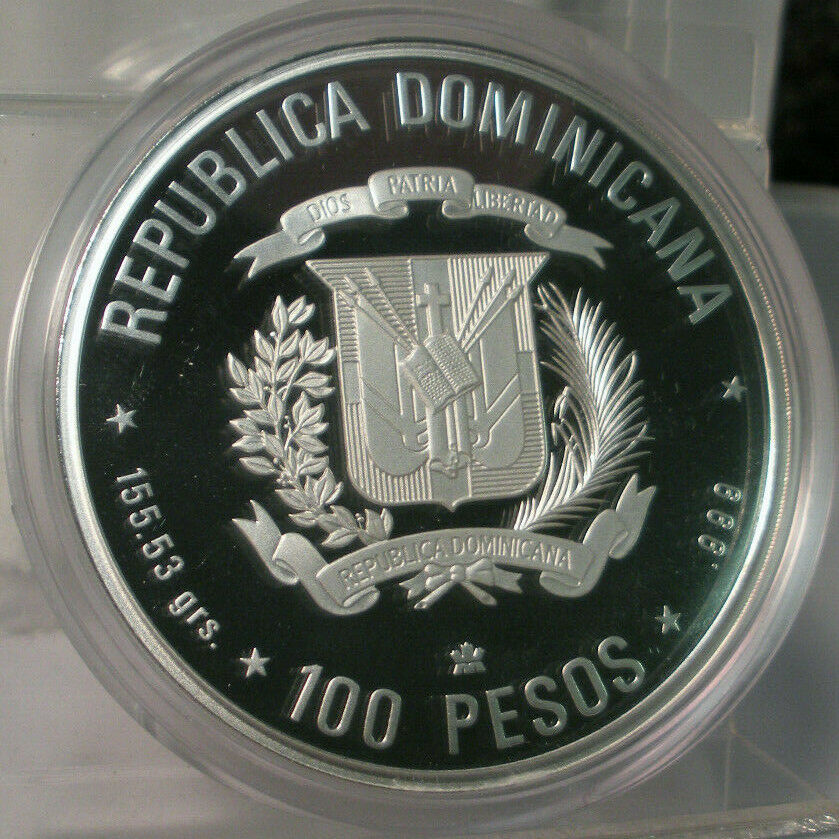 REPUBLICA DOMINICANA
DIOS PATRIA LIBERTAD
REPUBLICA DOMINICANA
155.53 grs.
.999
100 PESOS